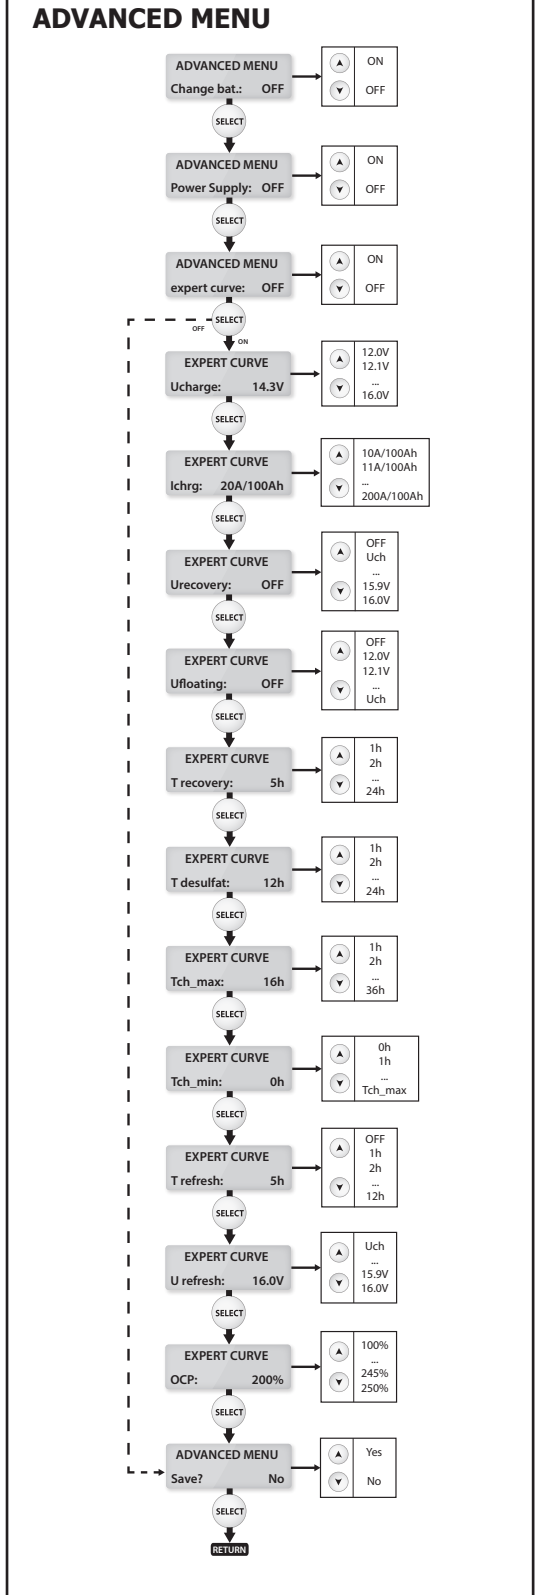 ADVANCED MENU
ADVANCED MENU
Change bat.: OFF
ON
OFF
SELECT
ADVANCED MENU
Power Supply: OFF
ON
OFF
SELECT
ADVANCED MENU
expert curve: OFF
ON
OFF
SELECT
OFF
ON
EXPERT CURVE
Ucharge: 14.3V
12.0V
12.1V
...
16.0V
SELECT
EXPERT CURVE
Ichrg: 20A/100Ah
10A/100Ah
11A/100Ah
...
200A/100Ah
SELECT
EXPERT CURVE
Urecovery: OFF
OFF
Uch
...
15.9V
16.0V
SELECT
EXPERT CURVE
Ufloating: OFF
OFF
12.0V
12.1V
...
Uch
SELECT
EXPERT CURVE
T recovery: 5h
1h
2h
...
24h
SELECT
EXPERT CURVE
T desulfat: 12h
1h
2h
...
24h
SELECT
EXPERT CURVE
Tch_max: 16h
1h
2h
...
36h
SELECT
EXPERT CURVE
Tch_min: 0h
0h
1h
...
Tch_max
SELECT
EXPERT CURVE
T refresh: 5h
OFF
1h
2h
...
12h
SELECT
EXPERT CURVE
U refresh: 16.0V
Uch
...
15.9V
16.0V
SELECT
EXPERT CURVE
OCP: 200%
100%
...
245%
250%
SELECT
ADVANCED MENU
Save? No
Yes
No
SELECT
RETURN